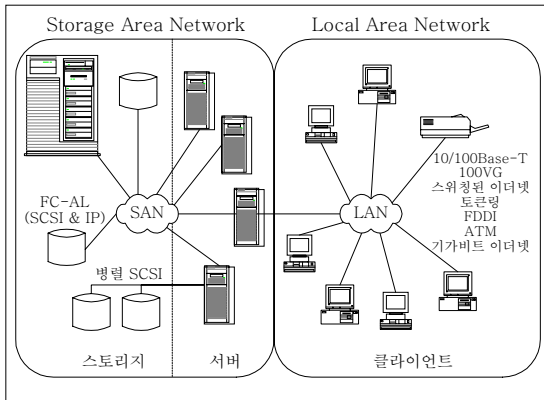 Storage Area Network
Local Area Network
FC-AL
(SCSI & IP)
SAN
병렬 SCSI
LAN
10/100Base-T
100VG
스위칭된 이더넷
토큰링
FDDI
ATM
기가비트 이더넷
스토리지
서버
클라이언트